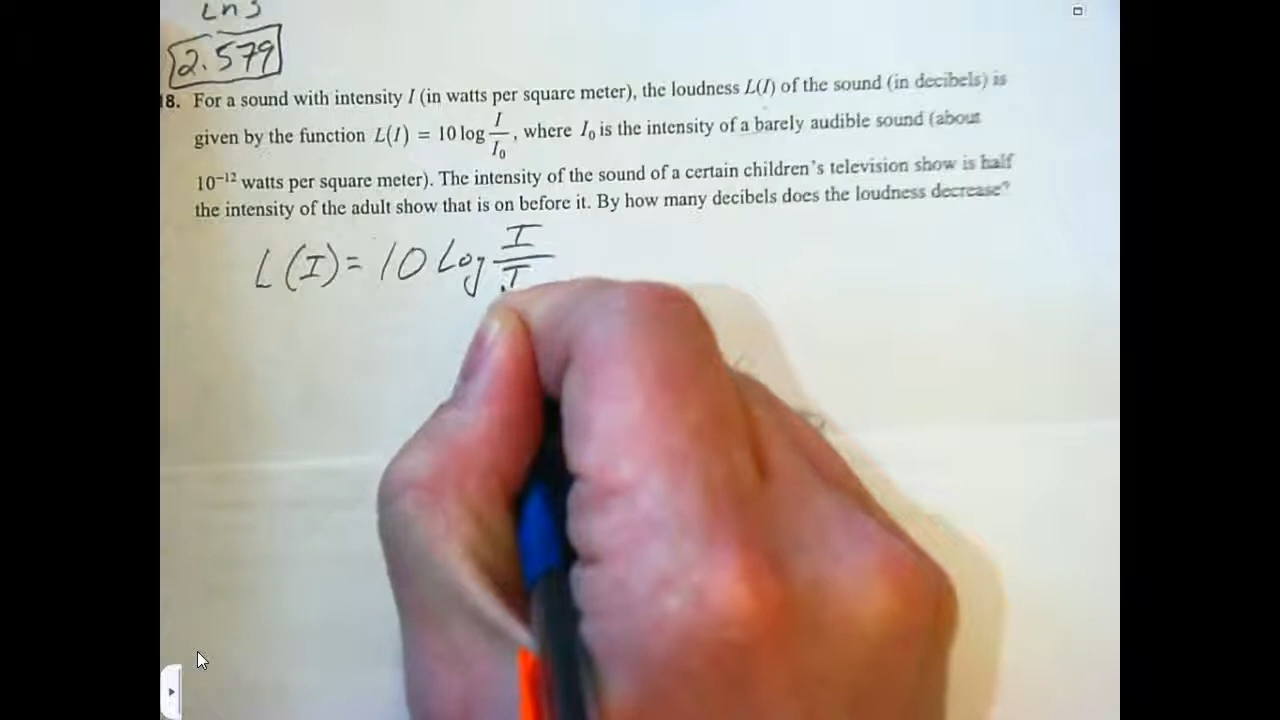 Ln 3
2.579
18. For a sound with intensity I (in watts per square meter), the loudness L(I) of the sound (in decibels) is
given by the function L(I) = 10 log I/I₀, where I₀ is the intensity of a barely audible sound (about
10⁻¹² watts per square meter). The intensity of the sound of a certain children's television show is half
the intensity of the adult show that is on before it. By how many decibels does the loudness decrease?
L(I) = 10 Log I/I